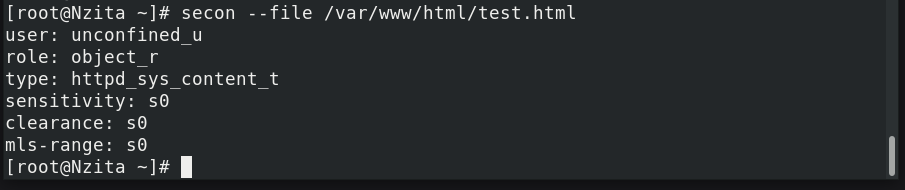 [root@Nzita ~]# secon --file /var/www/html/test.html
user: unconfined_u
role: object_r
type: httpd_sys_content_t
sensitivity: s0
clearance: s0
mls-range: s0
[root@Nzita ~]#